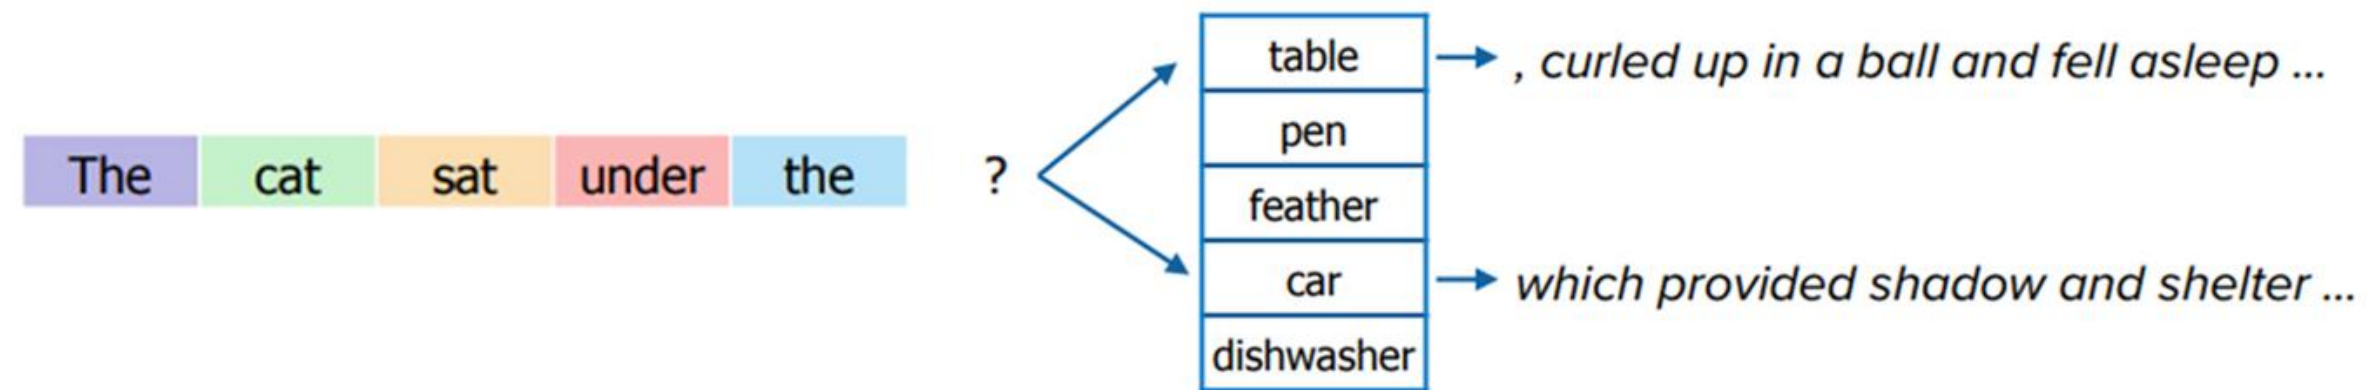 The cat sat under the ?
table
, curled up in a ball and fell asleep ...
pen
feather
car
which provided shadow and shelter ...
dishwasher